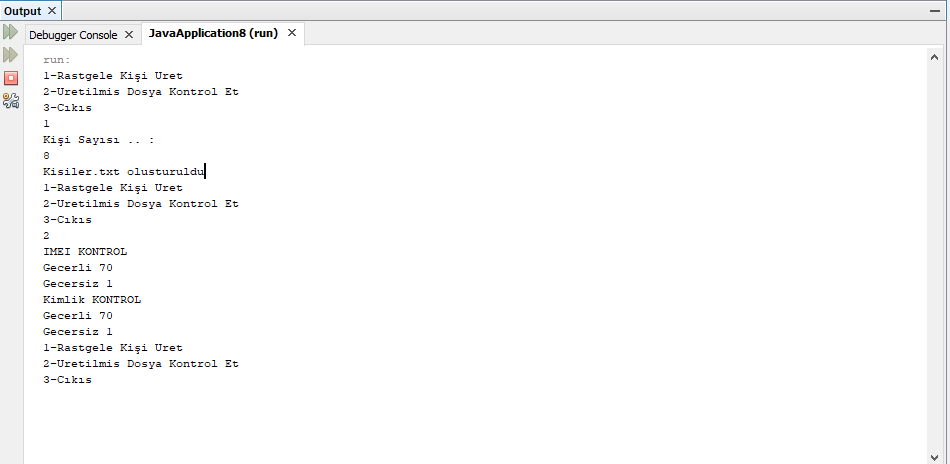 Output
Debugger Console
JavaApplication8 (run)
run:
1-Rastgele Kişi Uret
2-Uretilmis Dosya Kontrol Et
3-Cıkıs
1
Kişi Sayısı .. :
8
Kisiler.txt olusturuldu
1-Rastgele Kişi Uret
2-Uretilmis Dosya Kontrol Et
3-Cıkıs
2
IMEI KONTROL
Gecerli 70
Gecersiz 1
Kimlik KONTROL
Gecerli 70
Gecersiz 1
1-Rastgele Kişi Uret
2-Uretilmis Dosya Kontrol Et
3-Cıkıs